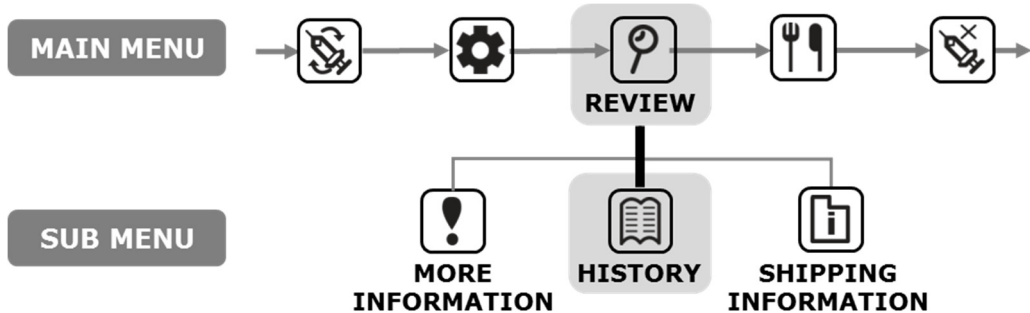 MAIN MENU
REVIEW
SUB MENU
MORE
INFORMATION
HISTORY
SHIPPING
INFORMATION